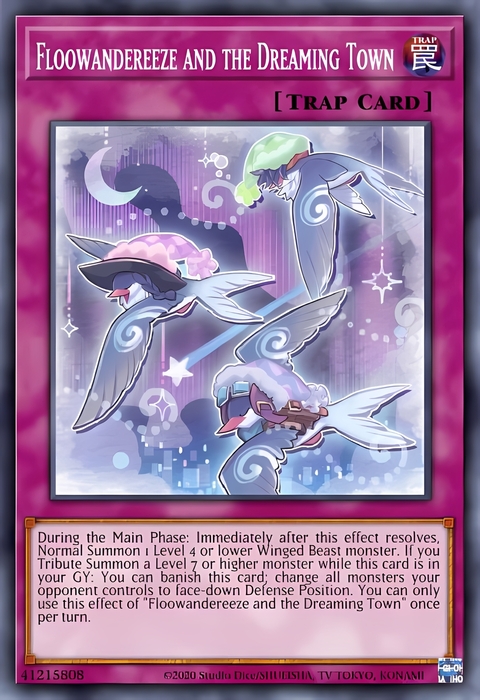 FLOOWANDEREEZE AND THE DREAMING TOWN
TRAP
罠
[TRAP CARD]
During the Main Phase: Immediately after this effect resolves,
Normal Summon 1 Level 4 or lower Winged Beast monster. If you
Tribute Summon a Level 7 or higher monster while this card is in
your GY: You can banish this card; change all monsters your
opponent controls to face-down Defense Position. You can only
use this effect of "Floowandereeze and the Dreaming Town" once
per turn.
41215808
©2020 Studio Dice/SHUEISHA, TV TOKYO, KONAMI